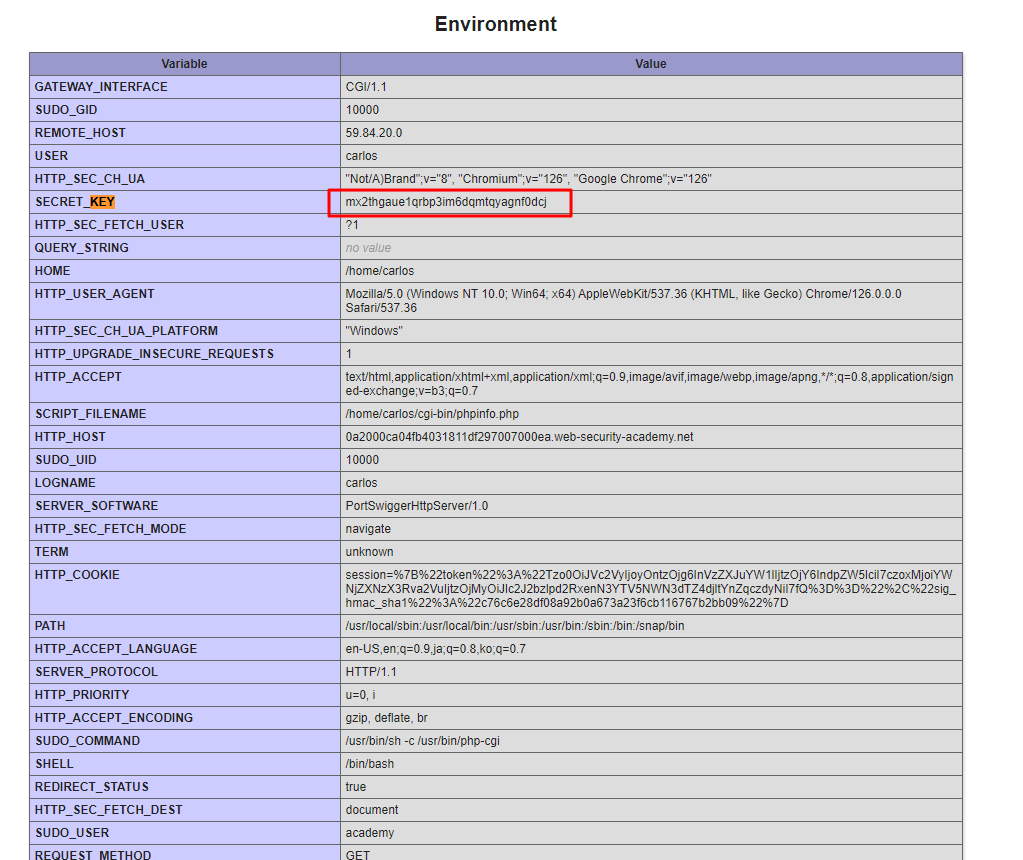 Environment
Variable Value
GATEWAY_INTERFACE CGI/1.1
SUDO_GID 10000
REMOTE_HOST 59.84.20.0
USER carlos
HTTP_SEC_CH_UA "Not/A)Brand";v="8", "Chromium";v="126", "Google Chrome";v="126"
SECRET_KEY mx2thgaue1qrbp3im6dqmtqyagnf0dcj
HTTP_SEC_FETCH_USER ?1
QUERY_STRING no value
HOME /home/carlos
HTTP_USER_AGENT Mozilla/5.0 (Windows NT 10.0; Win64; x64) AppleWebKit/537.36 (KHTML, like Gecko) Chrome/126.0.0.0
Safari/537.36
HTTP_SEC_CH_UA_PLATFORM "Windows"
HTTP_UPGRADE_INSECURE_REQUESTS 1
HTTP_ACCEPT text/html,application/xhtml+xml,application/xml;q=0.9,image/avif,image/webp,image/apng,*/*;q=0.8,application/sign
ed-exchange;v=b3;q=0.7
SCRIPT_FILENAME /home/carlos/cgi-bin/phpinfo.php
HTTP_HOST 0a2000ca04fb4031811df297007000ea.web-security-academy.net
SUDO_UID 10000
LOGNAME carlos
SERVER_SOFTWARE PortSwiggerHttpServer/1.0
HTTP_SEC_FETCH_MODE navigate
TERM unknown
HTTP_COOKIE session=%7B%22token%22%3A%22Tzo0OiJVc2VyIjoyOntzOjg6InVzZXJuYW1lIjtzOjY6IndpZW5lciI7czoxMjoiYW
NjZXNzX3Rva2VuIjtzOjMyOiJlc2J2bzlpd2RxenN3YTV5NWN3dTZ4djltYnZqczdyNiI7fQ%3D%3D%22%2C%22sig_
hmac_sha1%22%3A%22c76c6e28df08a92b0a673a23f6cb116767b2bb09%22%7D
PATH /usr/local/sbin:/usr/local/bin:/usr/sbin:/usr/bin:/sbin:/bin:/snap/bin
HTTP_ACCEPT_LANGUAGE en-US,en;q=0.9,ja;q=0.8,ko;q=0.7
SERVER_PROTOCOL HTTP/1.1
HTTP_PRIORITY u=0, i
HTTP_ACCEPT_ENCODING gzip, deflate, br
SUDO_COMMAND /usr/bin/sh -c /usr/bin/php-cgi
SHELL /bin/bash
REDIRECT_STATUS true
HTTP_SEC_FETCH_DEST document
SUDO_USER academy
REQUEST_METHOD GET